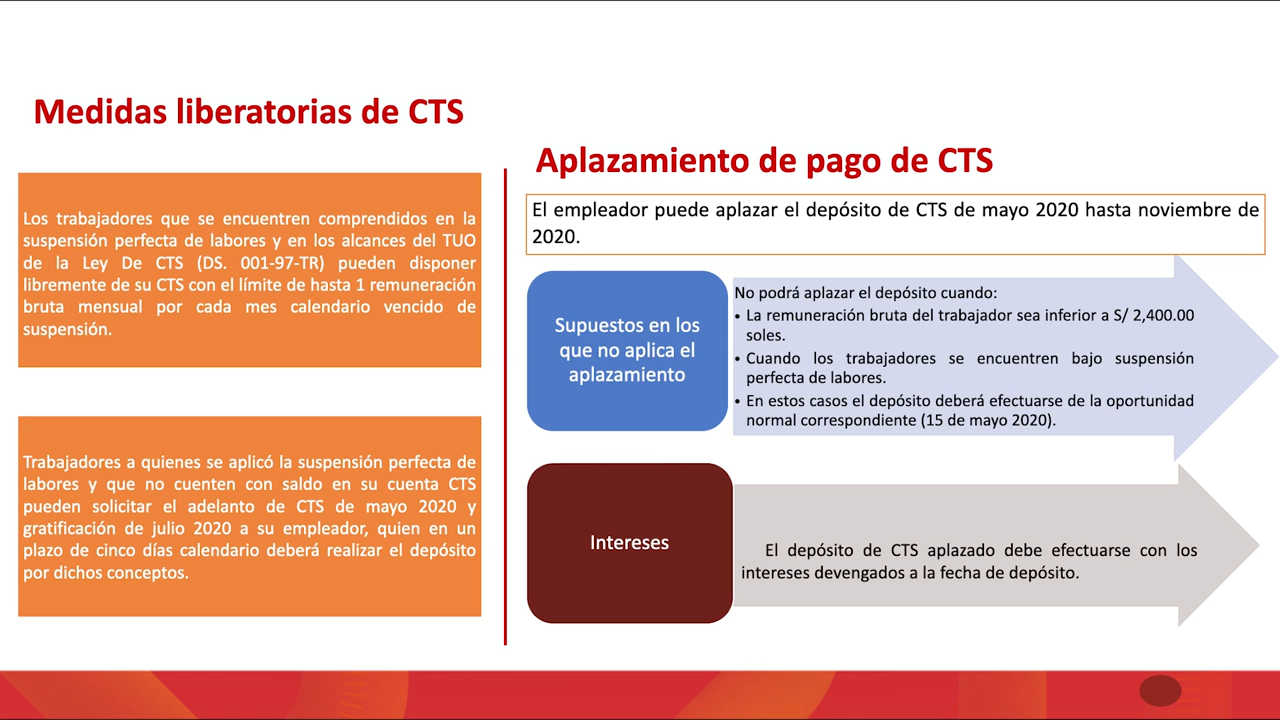 Medidas liberatorias de CTS
Los trabajadores que se encuentren comprendidos en la
suspensión perfecta de labores y en los alcances del TUO
de la Ley De CTS (DS. 001-97-TR) pueden disponer
libremente de su CTS con el límite de hasta 1 remuneración
bruta mensual por cada mes calendario vencido de
suspensión.
Trabajadores a quienes se aplicó la suspensión perfecta de
labores y que no cuenten con saldo en su cuenta CTS
pueden solicitar el adelanto de CTS de mayo 2020 y
gratificación de julio 2020 a su empleador, quien en un
plazo de cinco días calendario deberá realizar el depósito
por dichos conceptos.
Aplazamiento de pago de CTS
El empleador puede aplazar el depósito de CTS de mayo 2020 hasta noviembre de
2020.
Supuestos en los
que no aplica el
aplazamiento
No podrá aplazar el depósito cuando:
• La remuneración bruta del trabajador sea inferior a S/ 2,400.00
soles.
• Cuando los trabajadores se encuentren bajo suspensión
perfecta de labores.
• En estos casos el depósito deberá efectuarse de la oportunidad
normal correspondiente (15 de mayo 2020).
Intereses
El depósito de CTS aplazado debe efectuarse con los
intereses devengados a la fecha de depósito.